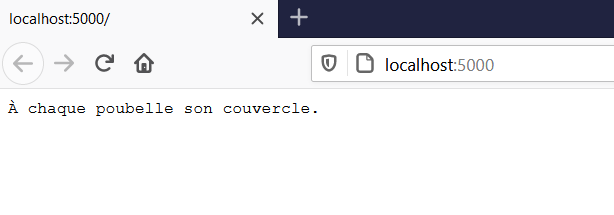 localhost:5000/
localhost:5000
À chaque poubelle son couvercle.